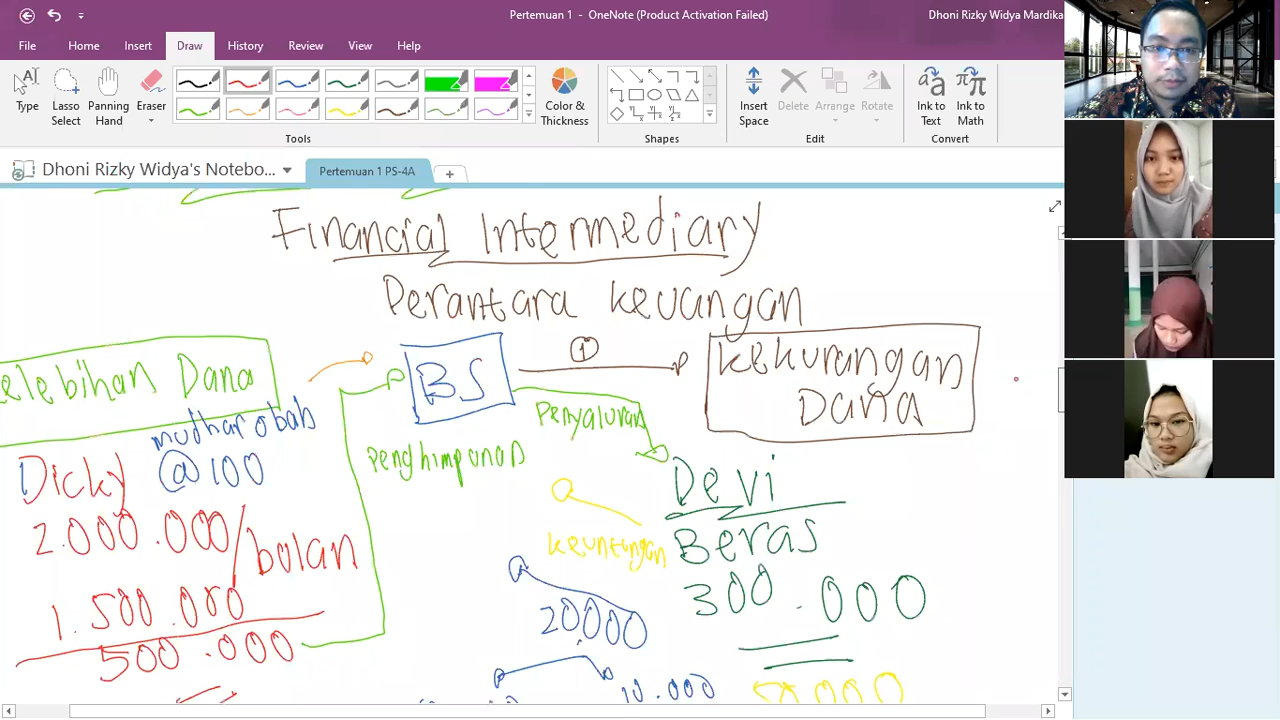 Pertemuan 1 - OneNote (Product Activation Failed)
Dhoni Rizky Widya Mardika
File Home Insert Draw History Review View Help
Type
Lasso Select
Panning Hand
Eraser
Color & Thickness
Insert Space
Delete
Arrange
Rotate
Ink to Text
Ink to Math
Tools
Shapes
Edit
Convert
Dhoni Rizky Widya's Notebo...
Pertemuan 1 PS-4A
Financial Intermediary
Perantara keuangan
elebihan Dana
BS
1
kekurangan
Dana
mudharobah
Penyaluran
Dicky @100
Penghimpunan
Devi
2.000.000/bulan
keuntungan
Beras
1.500.000
20000
300.000
500.000
10.000